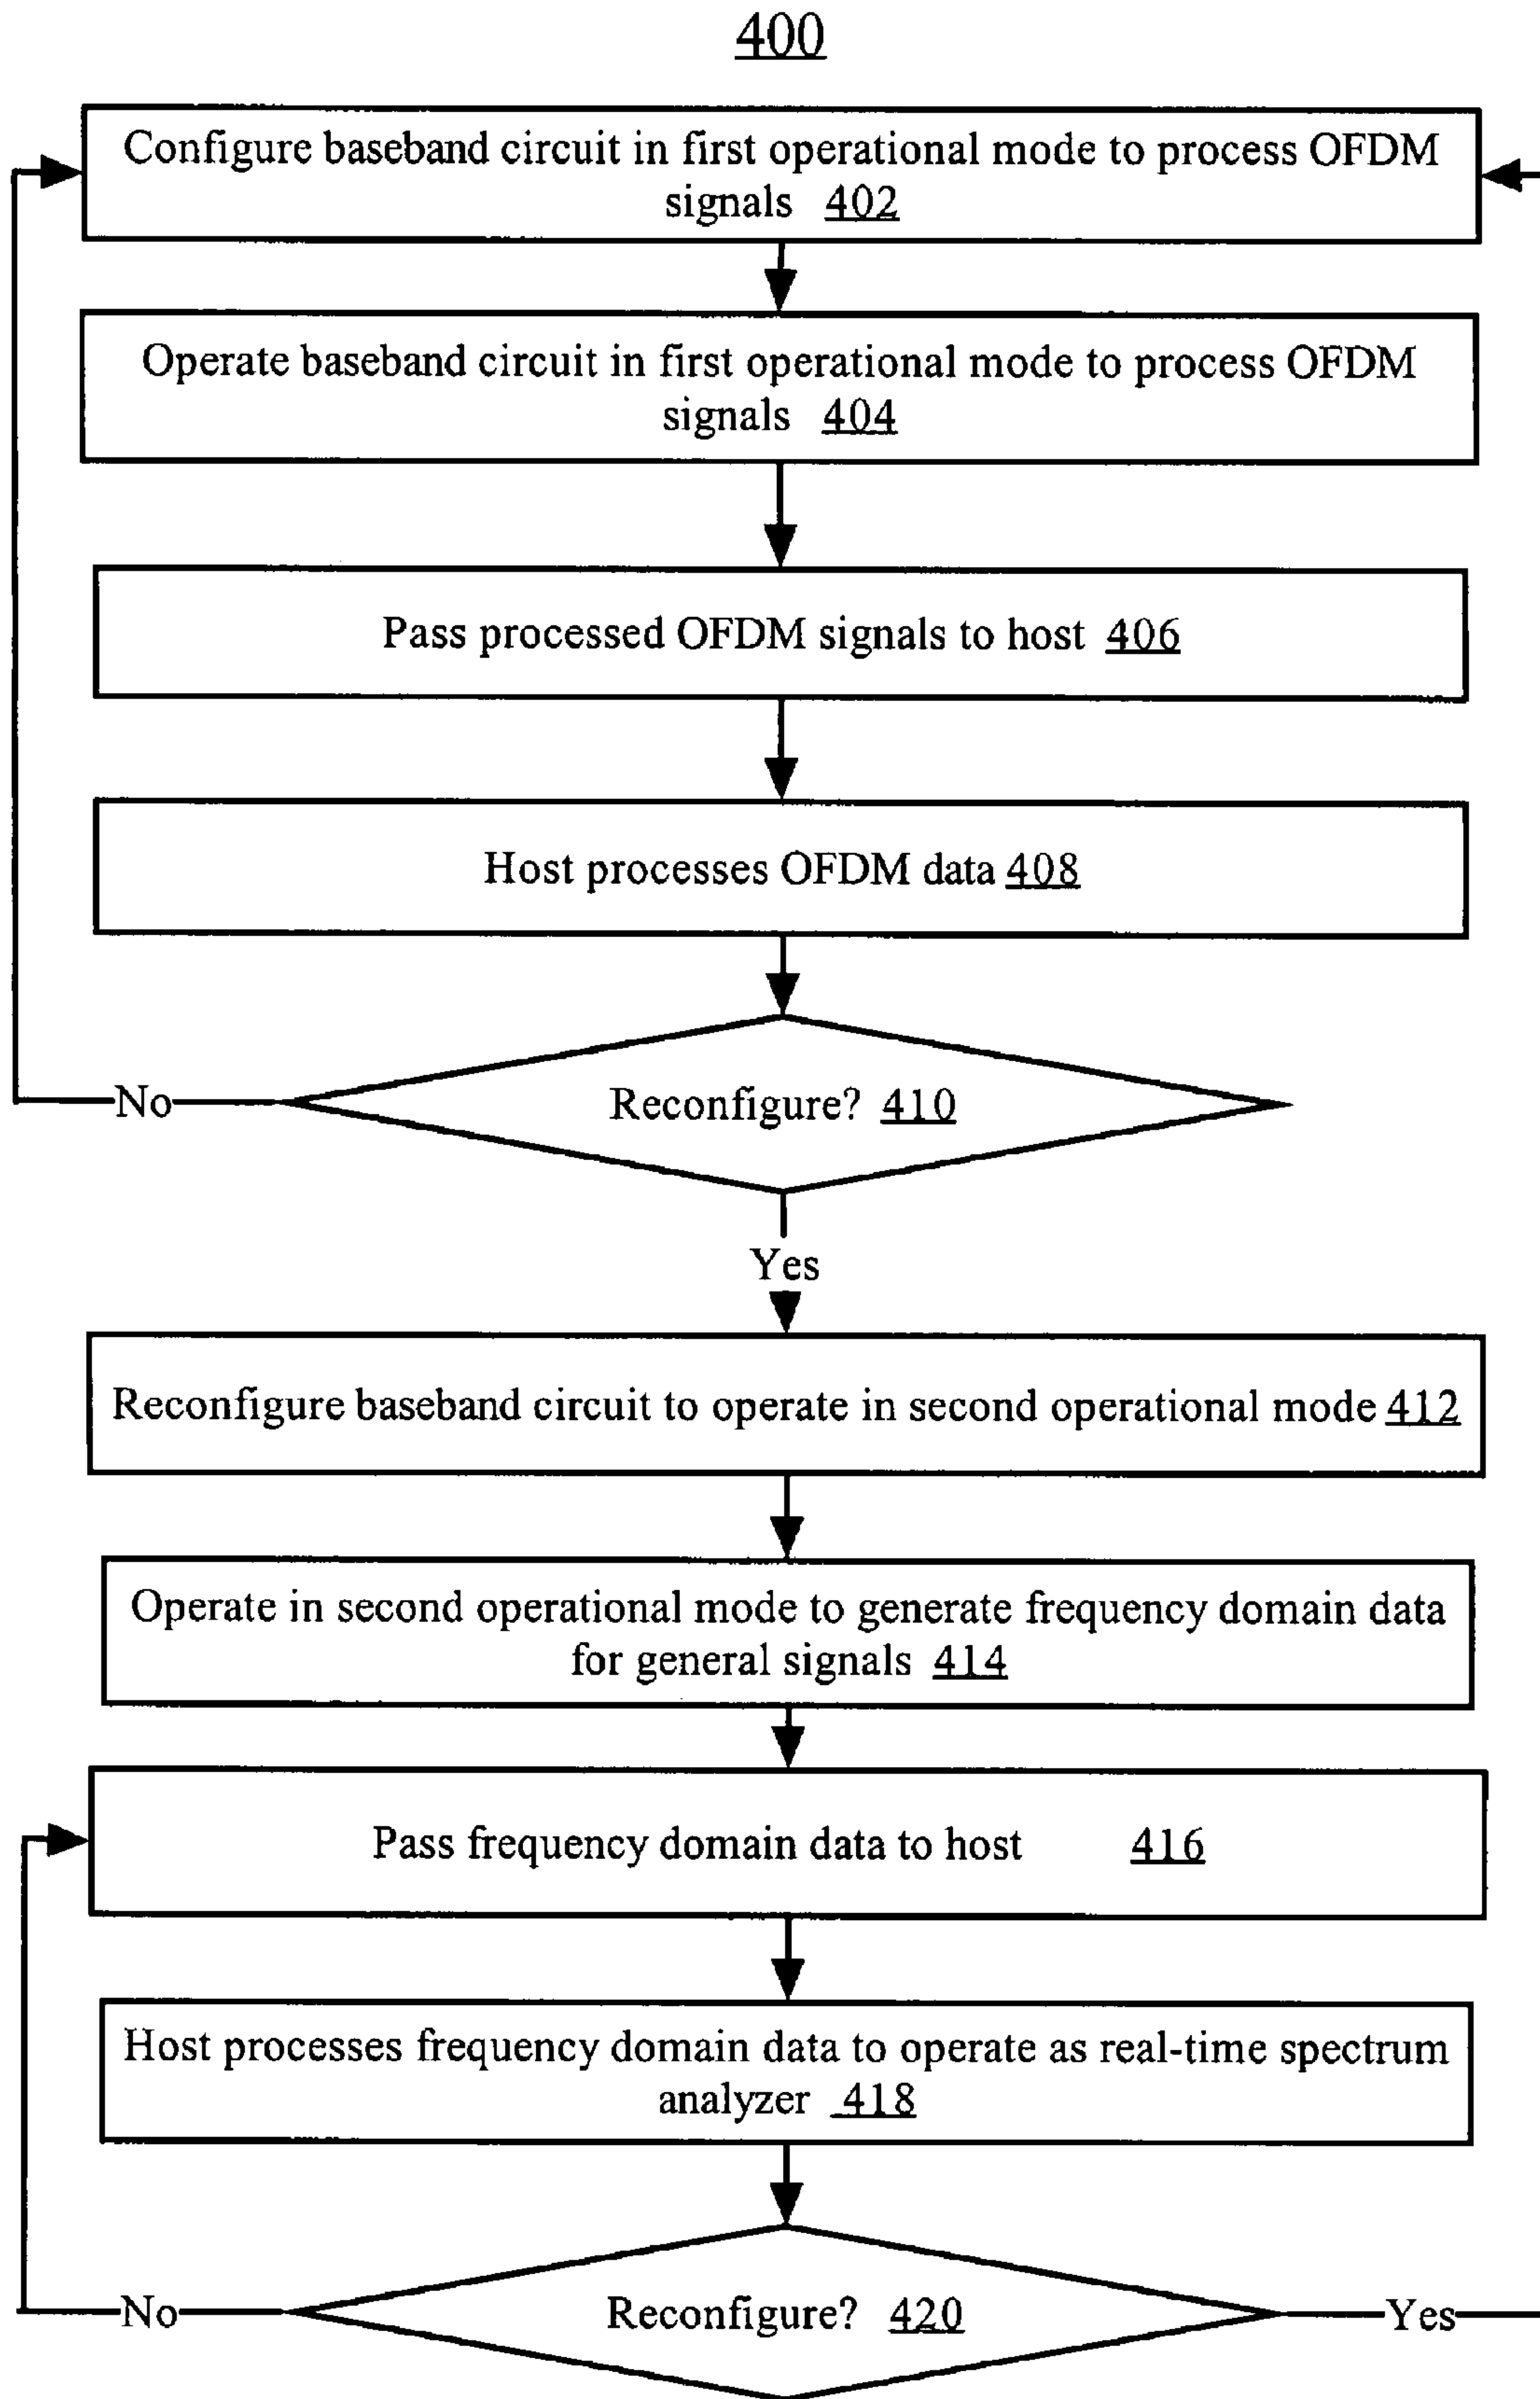 400
Configure baseband circuit in first operational mode to process OFDM
signals 402
Operate baseband circuit in first operational mode to process OFDM
signals 404
Pass processed OFDM signals to host 406
Host processes OFDM data 408
Reconfigure? 410
No
Yes
Reconfigure baseband circuit to operate in second operational mode 412
Operate in second operational mode to generate frequency domain data
for general signals 414
Pass frequency domain data to host 416
Host processes frequency domain data to operate as real-time spectrum
analyzer 418
Reconfigure? 420
No
Yes